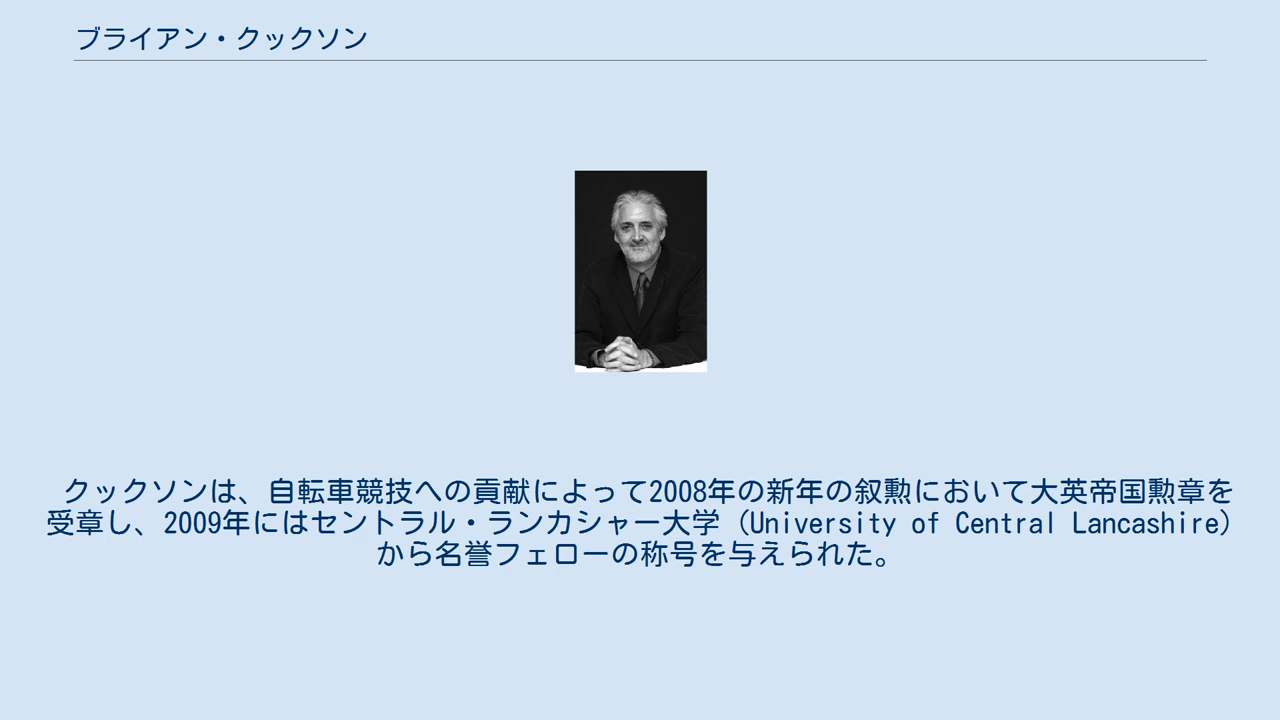 ブライアン・クックソン
クックソンは、自転車競技への貢献によって2008年の新年の叙勲において大英帝国勲章を
受章し、2009年にはセントラル・ランカシャー大学（University of Central Lancashire）
から名誉フェローの称号を与えられた。